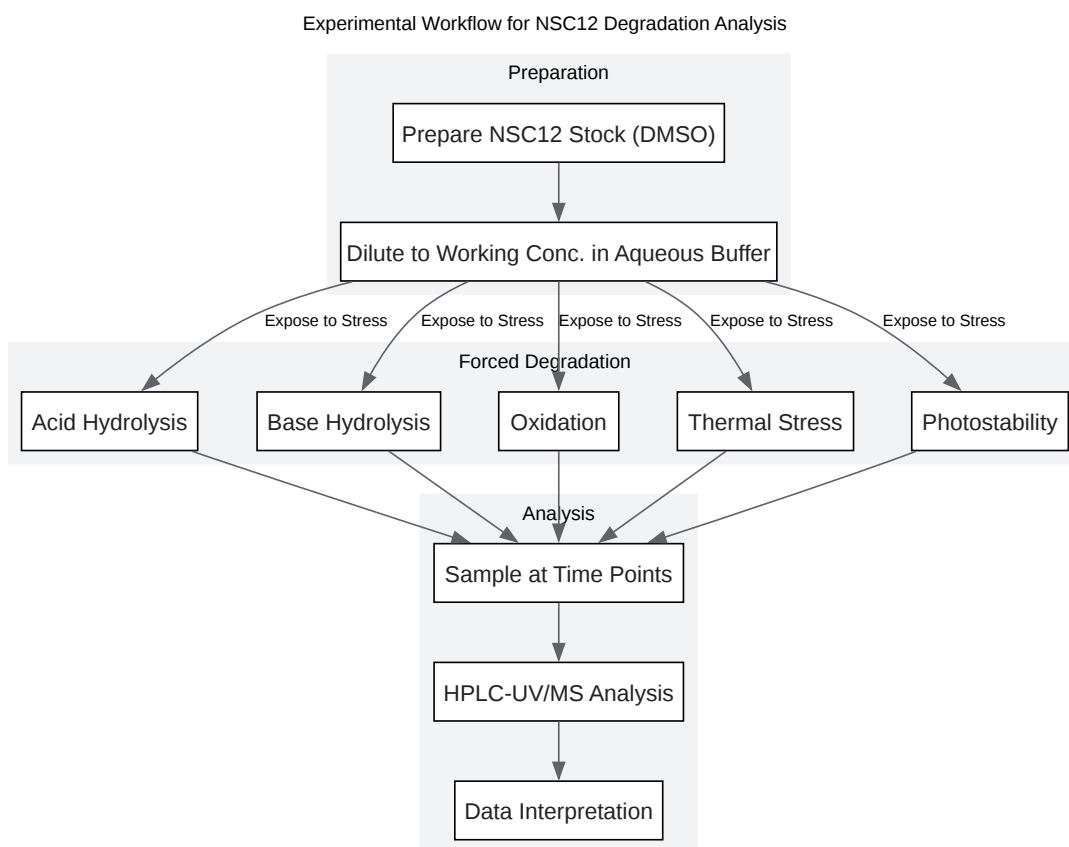 Experimental Workflow for NSC12 Degradation Analysis
Preparation
Prepare NSC12 Stock (DMSO)
Dilute to Working Conc. in Aqueous Buffer
Expose to Stress
Expose to Stress
Expose to Stress
Expose to Stress
Expose to Stress
Forced Degradation
Acid Hydrolysis
Base Hydrolysis
Oxidation
Thermal Stress
Photostability
Analysis
Sample at Time Points
HPLC-UV/MS Analysis
Data Interpretation